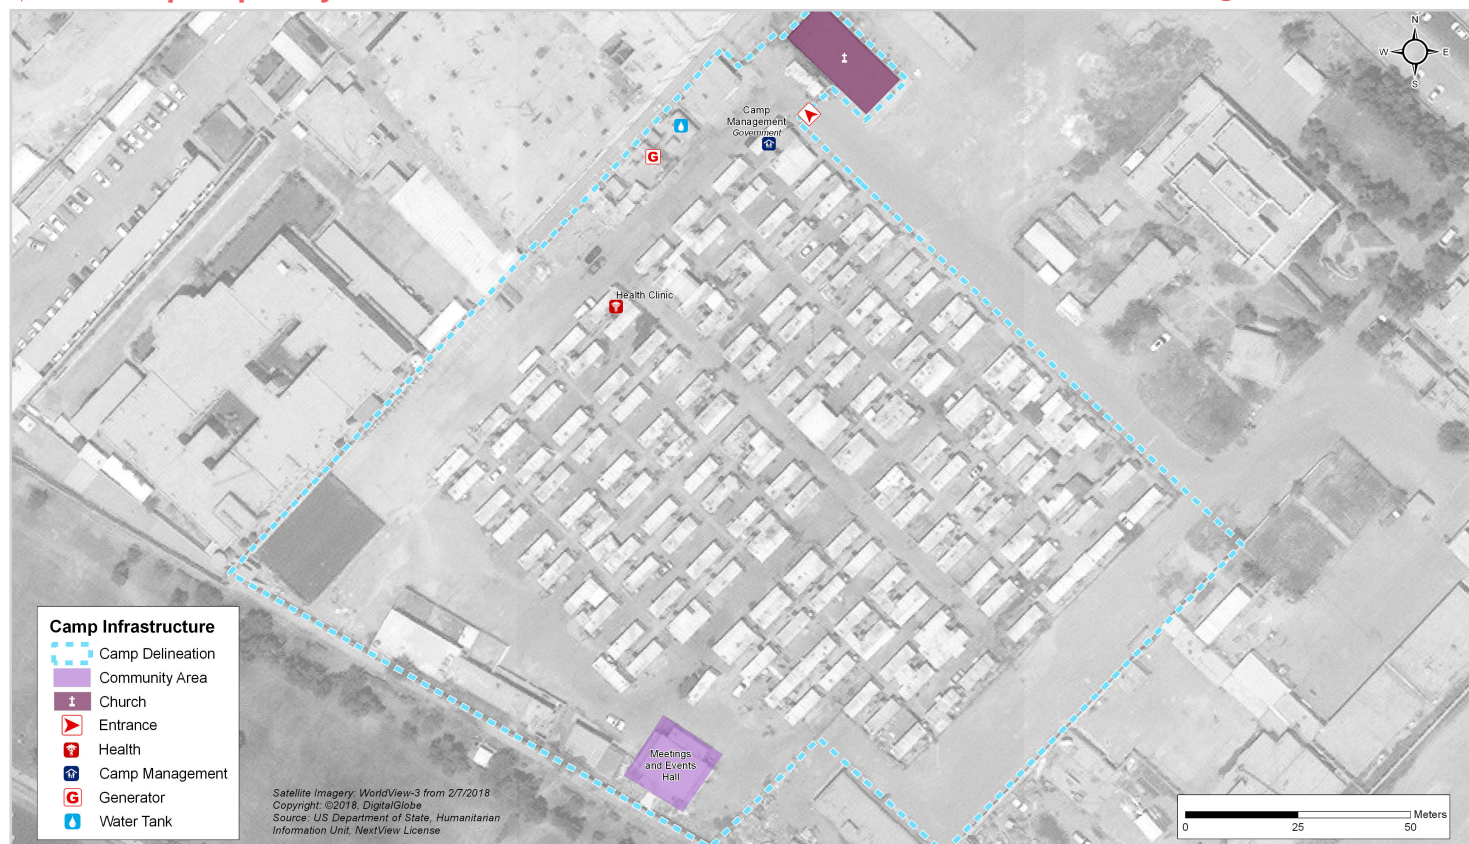 N
W E
S
Camp
Management
Government
G
Health Clinic
Meetings
and Events
Hall
Camp Infrastructure
Camp Delineation
Community Area
Church
Entrance
Health
Camp Management
G Generator
Water Tank
Satellite Imagery: WorldView-3 from 2/7/2018
Copyright: ©2018, DigitalGlobe
Source: US Department of State, Humanitarian
Information Unit, NextView License
Meters
0 25 50